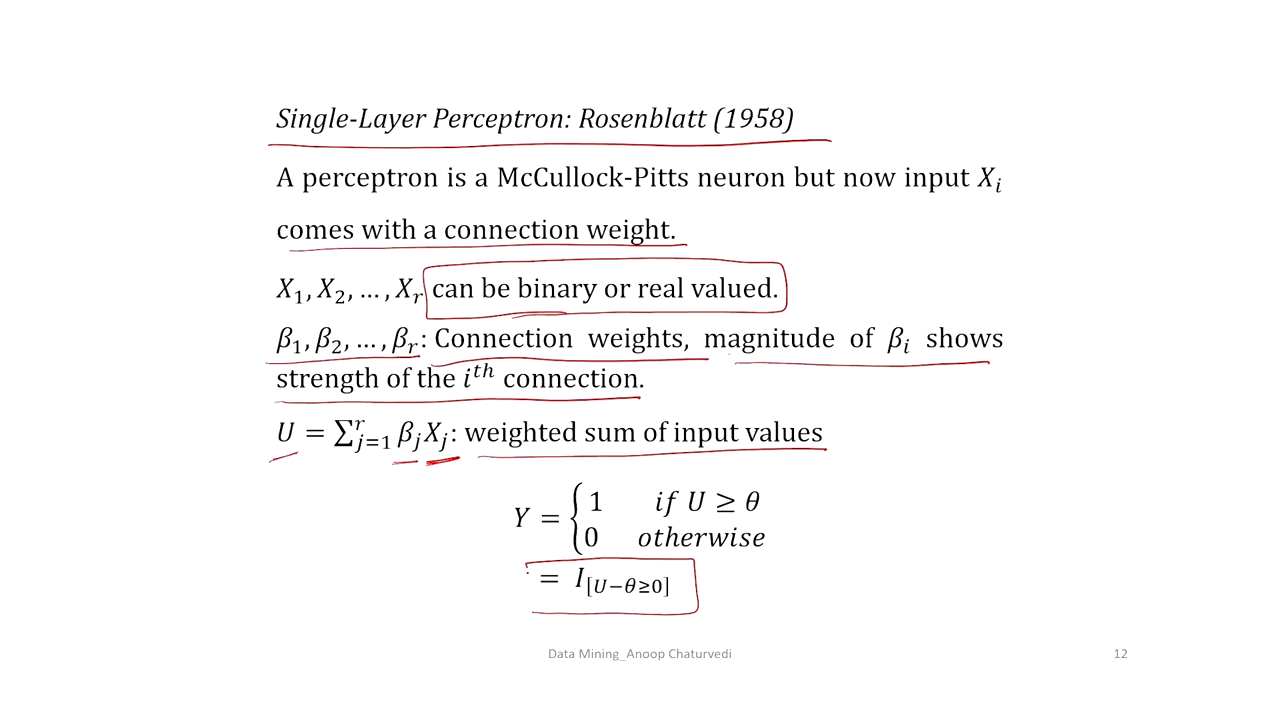 Single-Layer Perceptron: Rosenblatt (1958)
A perceptron is a McCullock-Pitts neuron but now input Xᵢ
comes with a connection weight.
X₁, X₂, … , Xᵣ can be binary or real valued.
β₁, β₂, … , βᵣ: Connection weights, magnitude of βᵢ shows
strength of the iᵗʰ connection.
U = ∑ʳⱼ₌₁ βⱼXⱼ: weighted sum of input values
Y = { 1 if U ≥ θ
0 otherwise
= I[U−θ≥0]
Data Mining_Anoop Chaturvedi
12